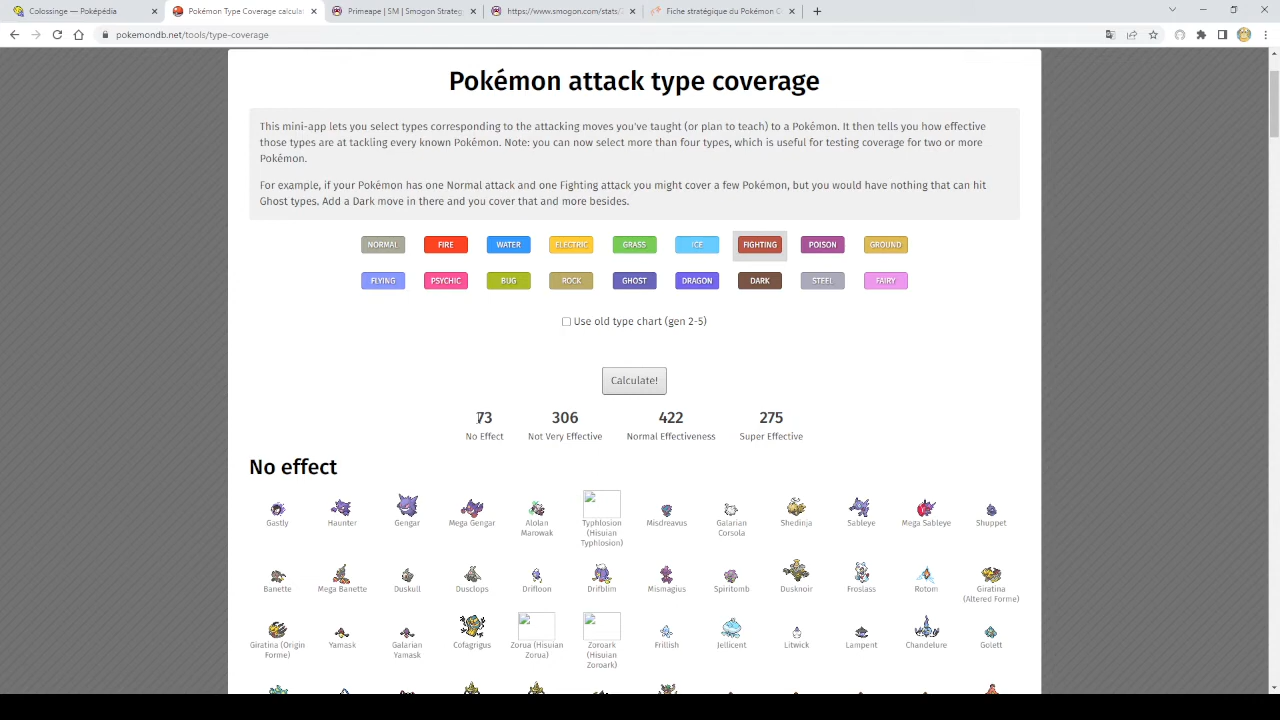 Colossinge — Poképédia
Pokémon Type Coverage calcula
Primeape | SM | Smogon Strateg
https://www.smogon.com/stats/
Fiche stratégique du Pokémon C
pokemondb.net/tools/type-coverage
Pokémon attack type coverage
This mini-app lets you select types corresponding to the attacking moves you've taught (or plan to teach) to a Pokémon. It then tells you how effective
those types are at tackling every known Pokémon. Note: you can now select more than four types, which is useful for testing coverage for two or more
Pokémon.
For example, if your Pokémon has one Normal attack and one Fighting attack you might cover a few Pokémon, but you would have nothing that can hit
Ghost types. Add a Dark move in there and you cover that and more besides.
NORMAL FIRE WATER ELECTRIC GRASS ICE FIGHTING POISON GROUND
FLYING PSYCHIC BUG ROCK GHOST DRAGON DARK STEEL FAIRY
Use old type chart (gen 2-5)
Calculate!
73 306 422 275
No Effect Not Very Effective Normal Effectiveness Super Effective
No effect
Gastly Haunter Gengar Mega Gengar Alolan Typhlosion Misdreavus Galarian Shedinja Sableye Mega Sableye Shuppet
Marowak (Hisuian Corsola
Typhlosion)
Banette Mega Banette Duskull Dusclops Drifloon Drifblim Mismagius Spiritomb Dusknoir Froslass Rotom Giratina
(Altered Forme)
Giratina (Origin Yamask Galarian Cofagrigus Zorua (Hisuian Zoroark Frillish Jellicent Litwick Lampent Chandelure Golett
Forme) Yamask Zorua) (Hisuian
Zoroark)